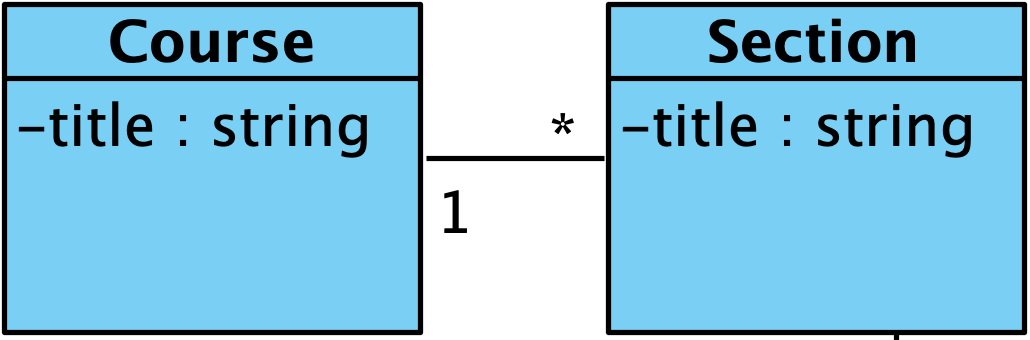 Course
–title : string
1
*
Section
–title : string